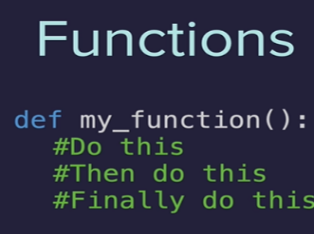 Functions
def my_function():
#Do this
#Then do this
#Finally do this